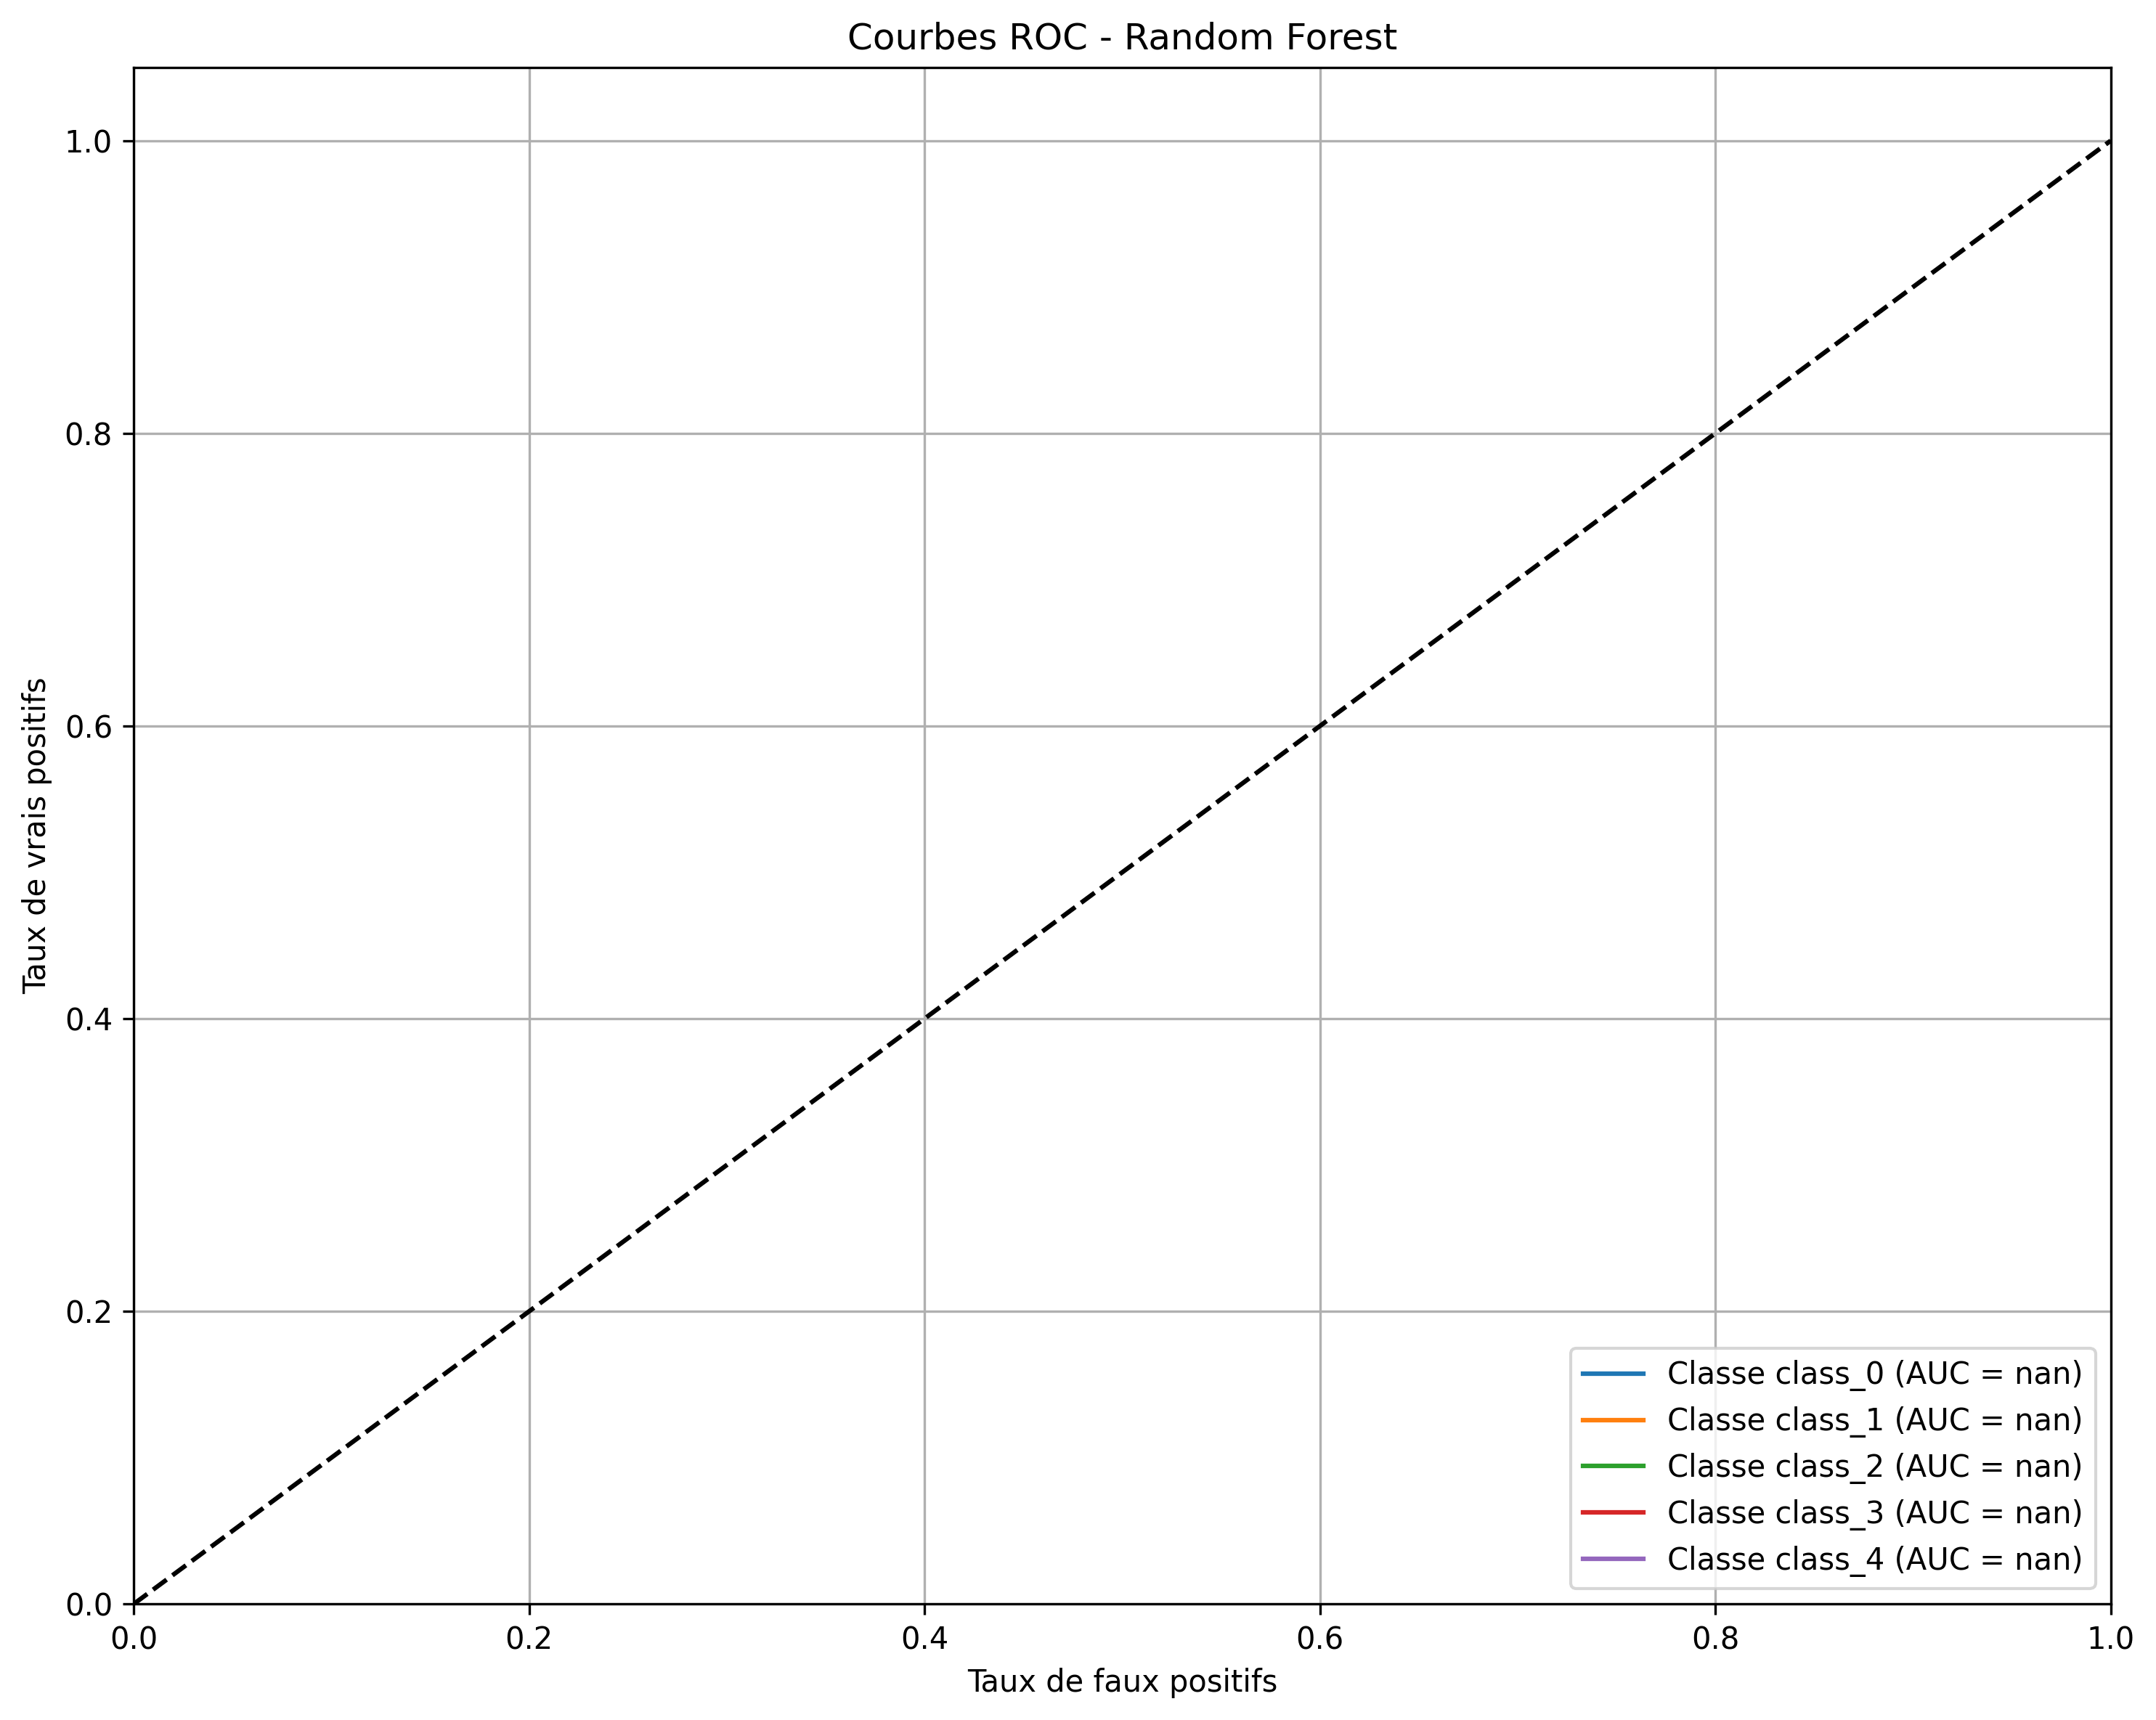 Courbes ROC - Random Forest
Taux de vrais positifs
1.0
0.8
0.6
0.4
0.2
0.0
0.0 0.2 0.4 0.6 0.8 1.0
Taux de faux positifs
Classe class_0 (AUC = nan)
Classe class_1 (AUC = nan)
Classe class_2 (AUC = nan)
Classe class_3 (AUC = nan)
Classe class_4 (AUC = nan)